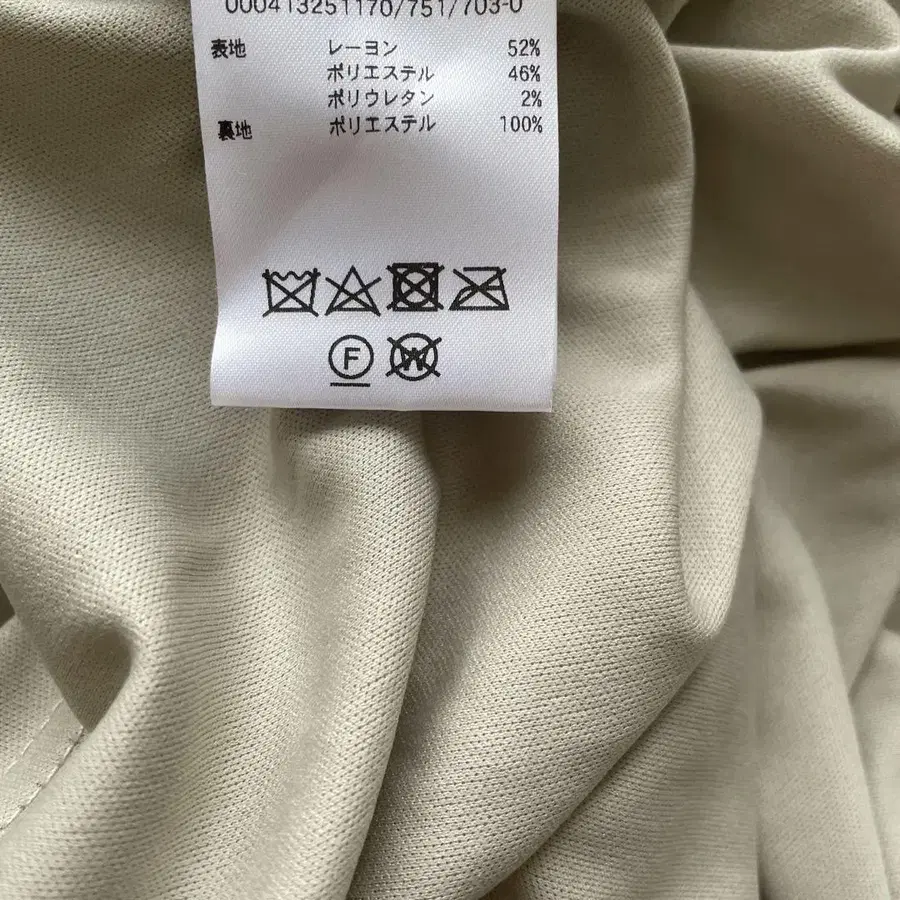 000413251170/751/703-0
表地 レーヨン 52%
ポリエステル 46%
ポリウレタン 2%
裏地 ポリエステル 100%
F W